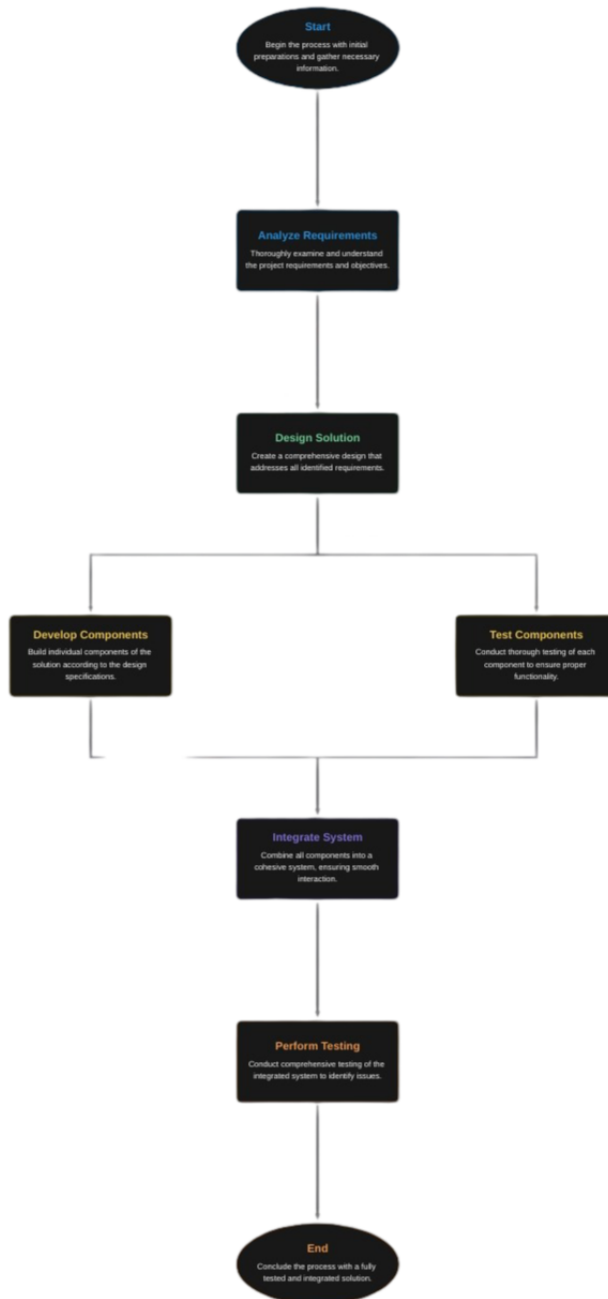 Start
Begin the process with initial
preparations and gather necessary
information.
Analyze Requirements
Thoroughly examine and understand
the project requirements and objectives.
Design Solution
Create a comprehensive design that
addresses all identified requirements.
Develop Components
Build individual components of the
solution according to the design
specifications.
Test Components
Conduct thorough testing of each
component to ensure proper
functionality.
Integrate System
Combine all components into a
cohesive system, ensuring smooth
interaction.
Perform Testing
Conduct comprehensive testing of the
integrated system to identify issues.
End
Conclude the process with a fully
tested and integrated solution.